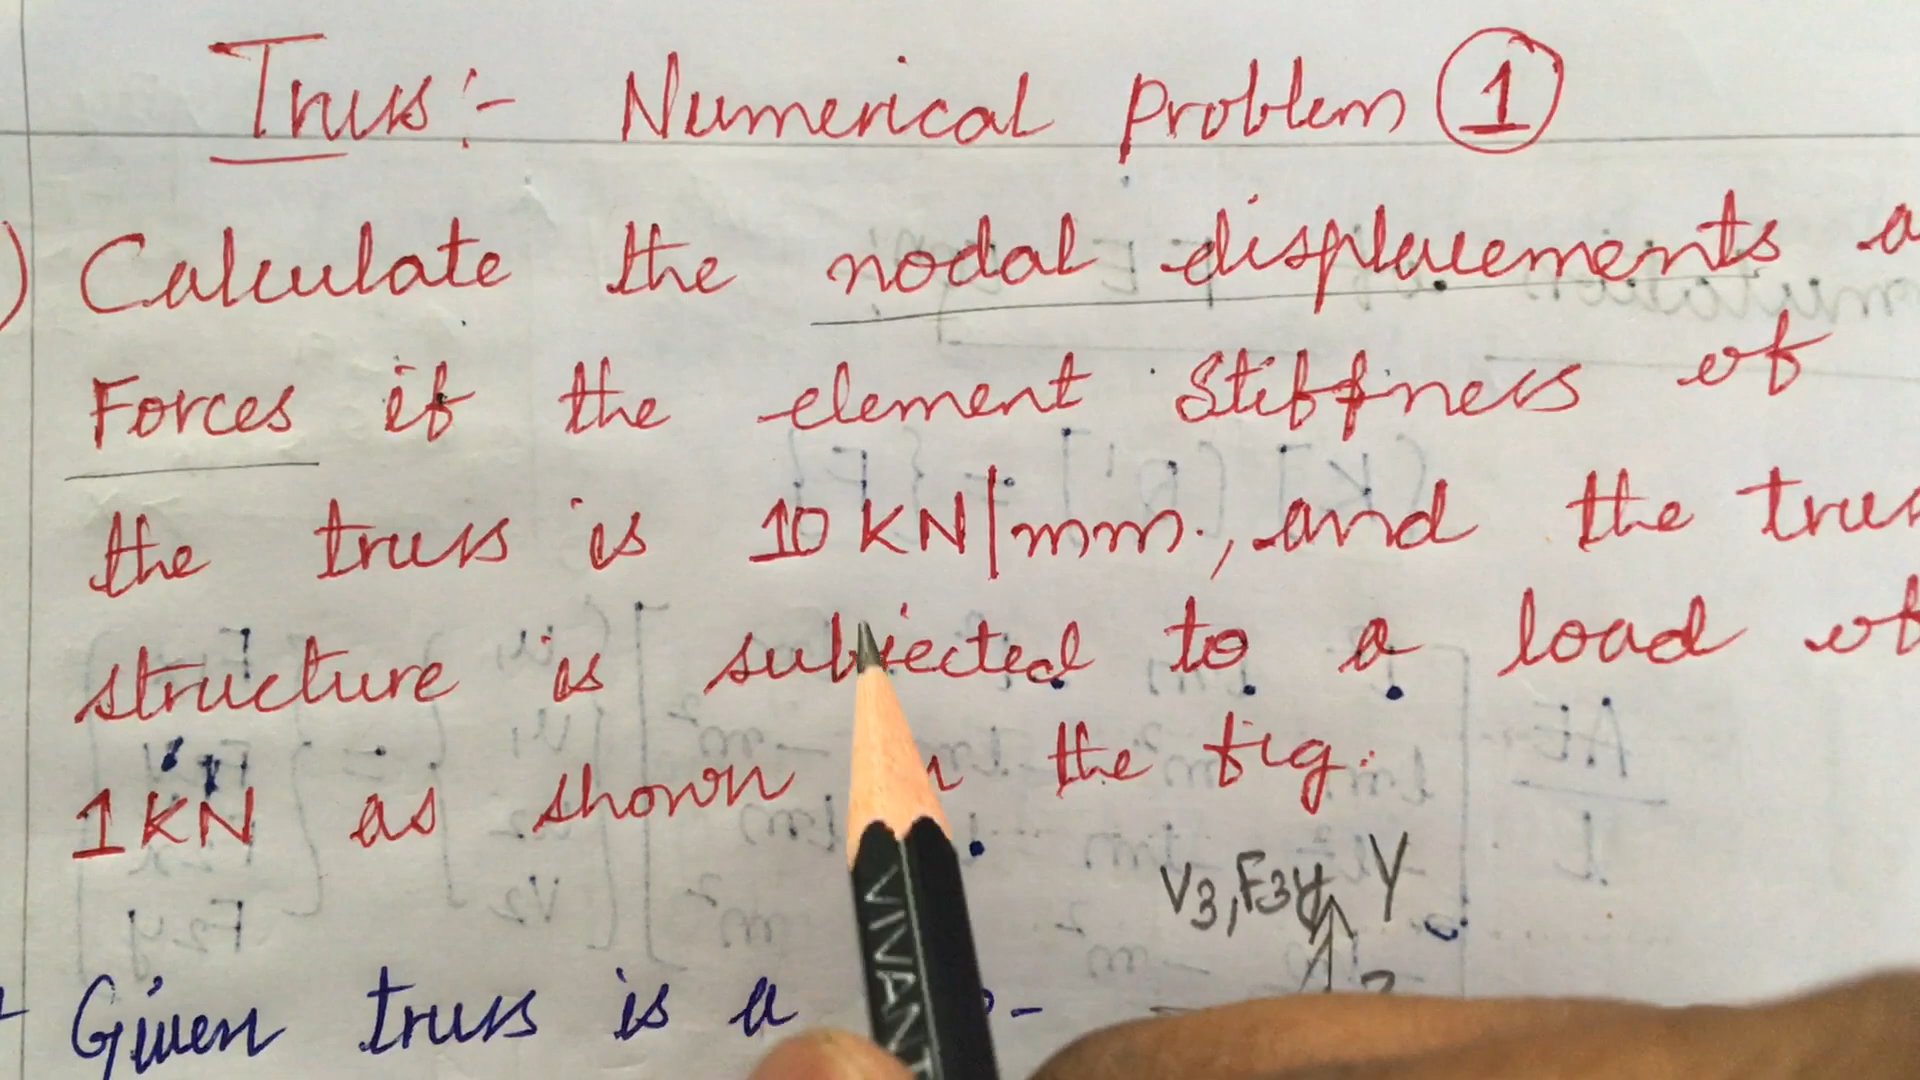 Truss:- Numerical Problem 1
) Calculate the nodal displacements
Forces if the element Stiffness of
the truss is 10 KN/mm., and the trus
structure is subjected to a load of
1KN as shown the fig.
V3,F3y Y
Given truss is a
VIVANT